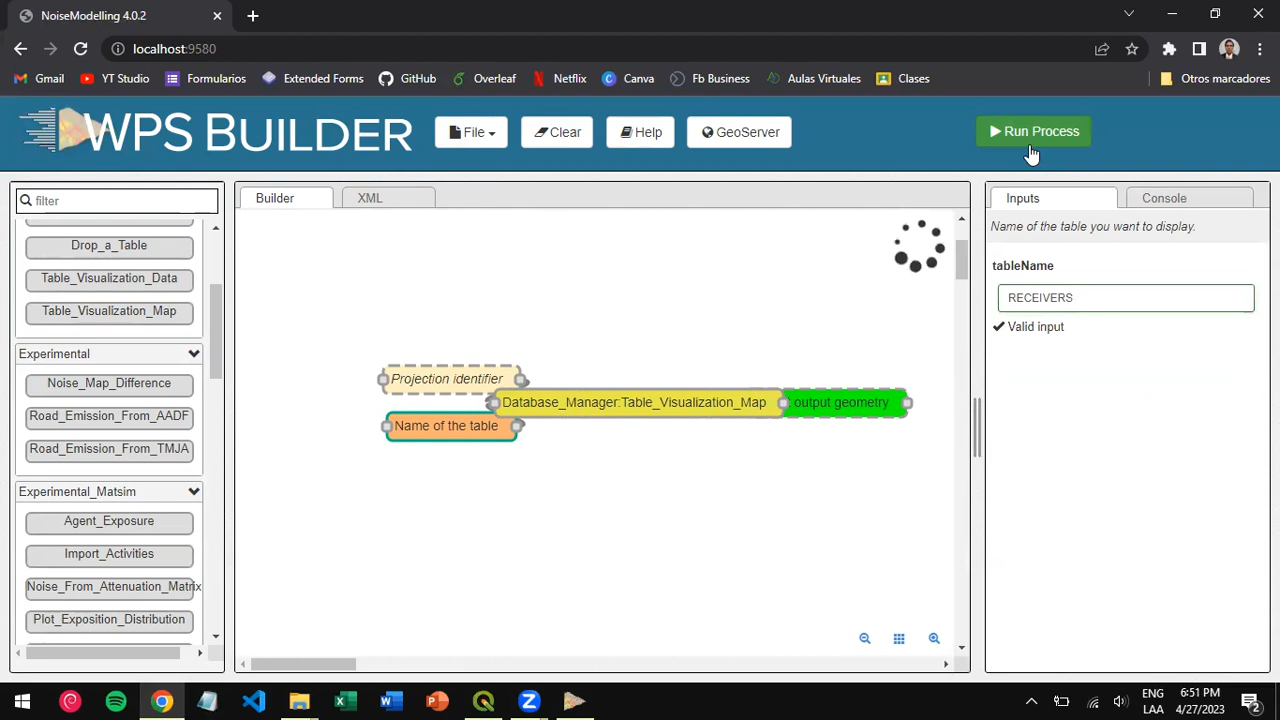 NoiseModelling 4.0.2
localhost:9580
Gmail YT Studio Formularios Extended Forms GitHub Overleaf Netflix Canva Fb Business Aulas Virtuales Clases Otros marcadores
WPS BUILDER File Clear Help GeoServer Run Process
filter Builder XML Inputs Console
Name of the table you want to display.
Drop_a_Table
tableName
Table_Visualization_Data
RECEIVERS
Table_Visualization_Map
Valid input
Experimental
Projection identifier
Noise_Map_Difference
Database_Manager:Table_Visualization_Map output geometry
Road_Emission_From_AADF
Name of the table
Road_Emission_From_TMJA
Experimental_Matsim
Agent_Exposure
Import_Activities
Noise_From_Attenuation_Matrix
Plot_Exposition_Distribution
ENG 6:51 PM
LAA 4/27/2023
2